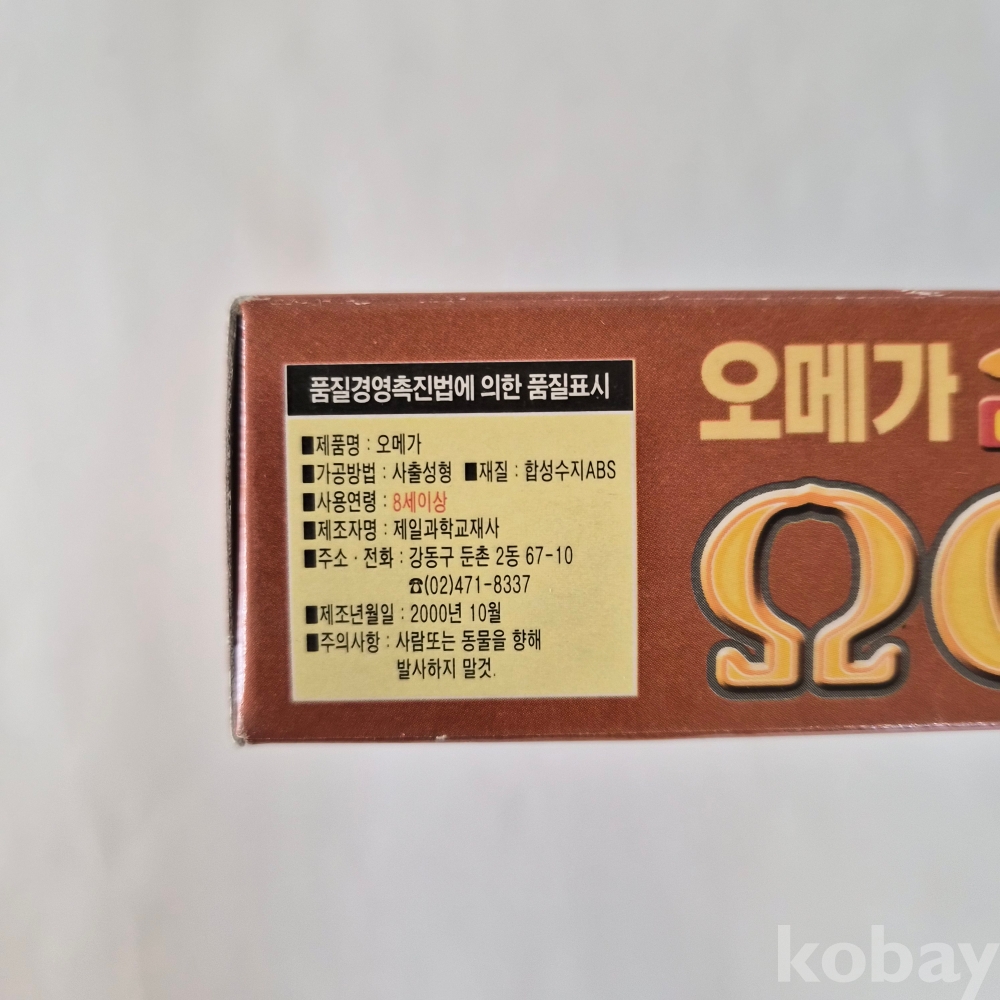 품질경영촉진법에 의한 품질표시
■제품명 : 오메가
■가공방법 : 사출성형 ■재질 : 합성수지ABS
■사용연령 : 8세이상
■제조자명 : 제일과학교재사
■주소 · 전화 : 강동구 둔촌 2동 67-10
☎(02)471-8337
■제조년월일 : 2000년 10월
■주의사항 : 사람또는 동물을 향해
발사하지 말것.
오메가
Ω
kobay